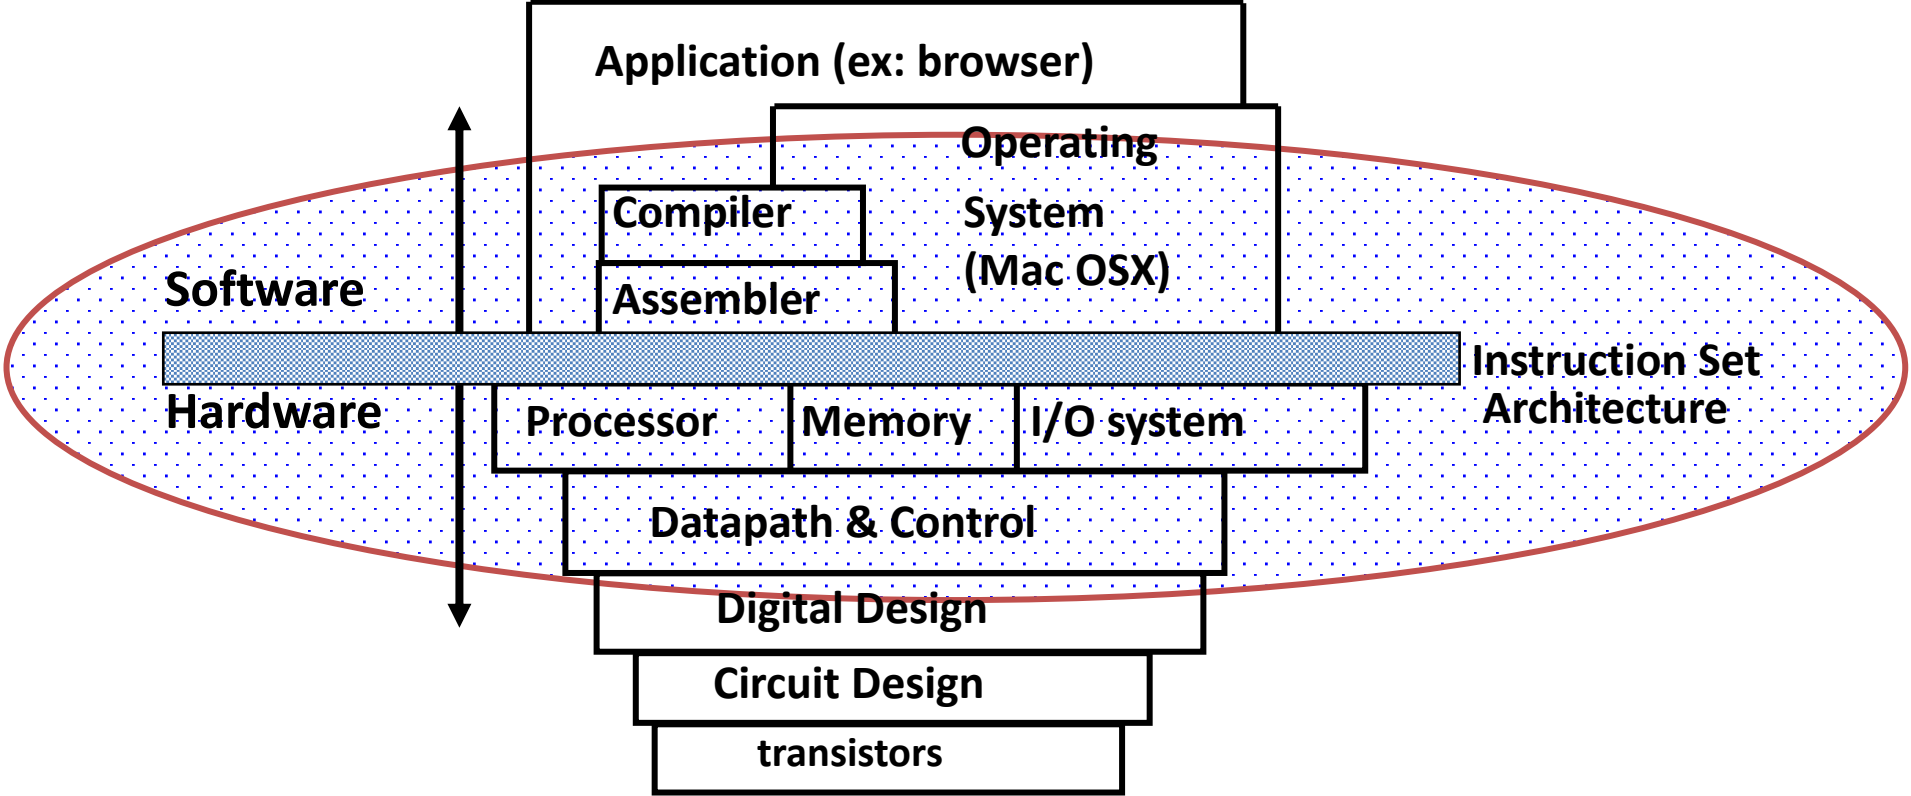 Application (ex: browser)
Operating
Compiler
System
(Mac OSX)
Software
Assembler
Instruction Set
Architecture
Hardware
Processor
Memory
I/O system
Datapath & Control
Digital Design
Circuit Design
transistors